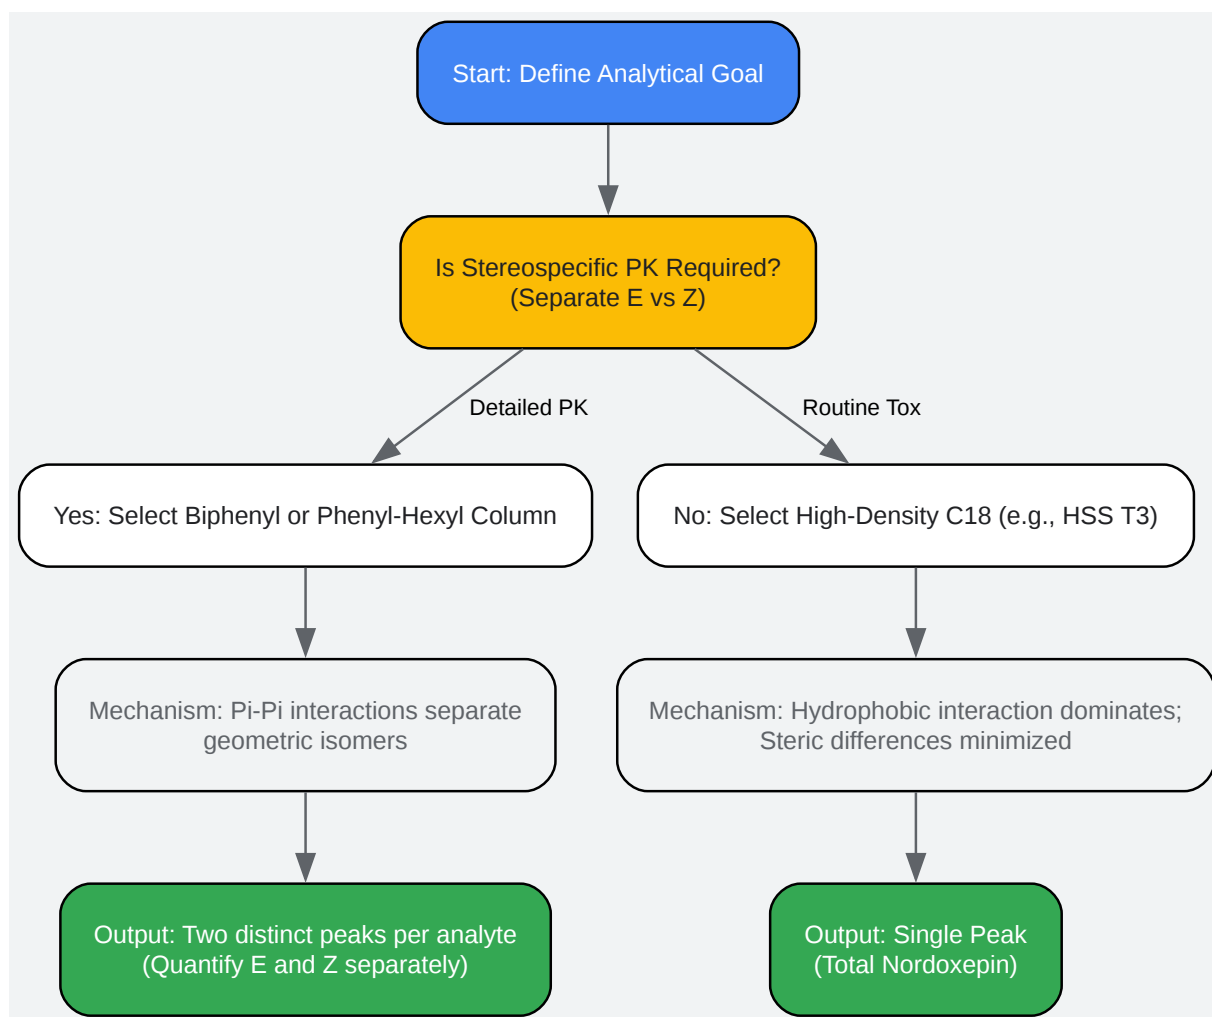 Start: Define Analytical Goal
Is Stereospecific PK Required?
(Separate E vs Z)
Detailed PK
Routine Tox
Yes: Select Biphenyl or Phenyl-Hexyl Column
No: Select High-Density C18 (e.g., HSS T3)
Mechanism: Pi-Pi interactions separate
geometric isomers
Mechanism: Hydrophobic interaction dominates;
Steric differences minimized
Output: Two distinct peaks per analyte
(Quantify E and Z separately)
Output: Single Peak
(Total Nordoxepin)